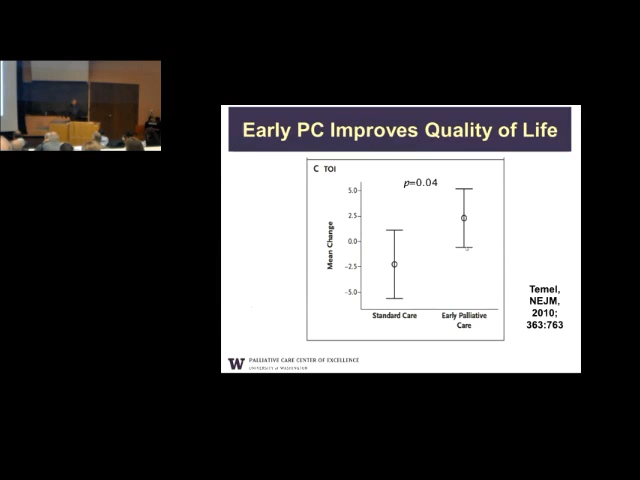 Early PC Improves Quality of Life
C TOI
p=0.04
5.0
2.5
0.0
-2.5
-5.0
Mean Change
Standard Care
Early Palliative
Care
Temel,
NEJM,
2010;
363:763
W PALLIATIVE CARE CENTER OF EXCELLENCE
UNIVERSITY of WASHINGTON